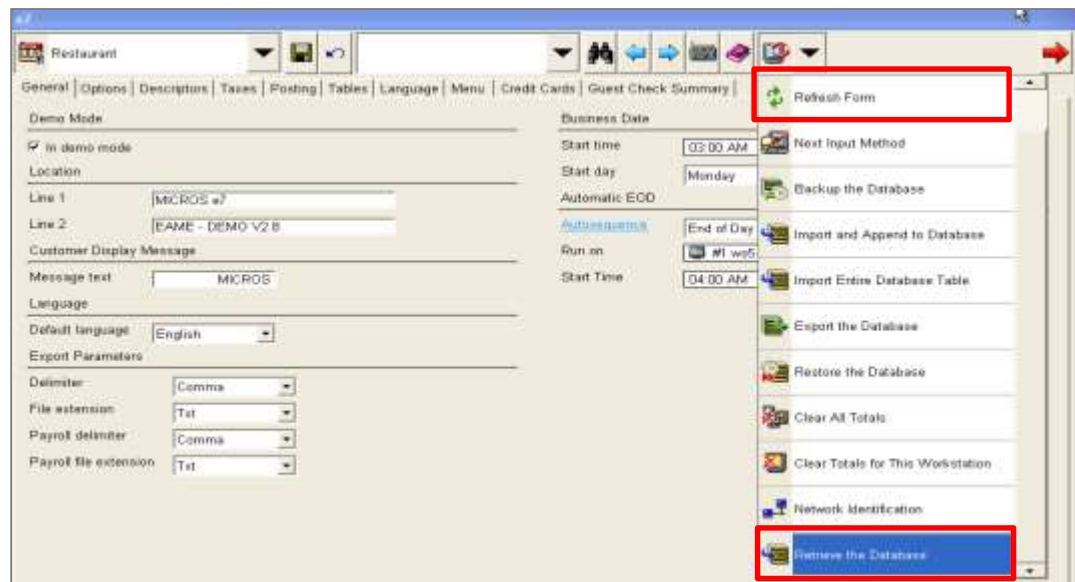 e7
Restaurant
General Options Descriptors Taxes Posting Tables Language Menu Credit Cards Guest Check Summary
Demo Mode
In demo mode
Location
Line 1 MICROS e7
Line 2 EAME - DEMO V2.8
Customer Display Message
Message text MICROS
Language
Default language English
Export Parameters
Delimiter Comma
File extension Txt
Payroll delimiter Comma
Payroll file extension Txt
Business Date
Start time 03:00 AM
Start day Monday
Automatic EOD
Autosequence End of Day
Run on #1 ws5
Start Time 04:00 AM
Refresh Form
Next Input Method
Backup the Database
Import and Append to Database
Import Entire Database Table
Export the Database
Restore the Database
Clear All Totals
Clear Totals for This Workstation
Network Identification
Retrieve the Database